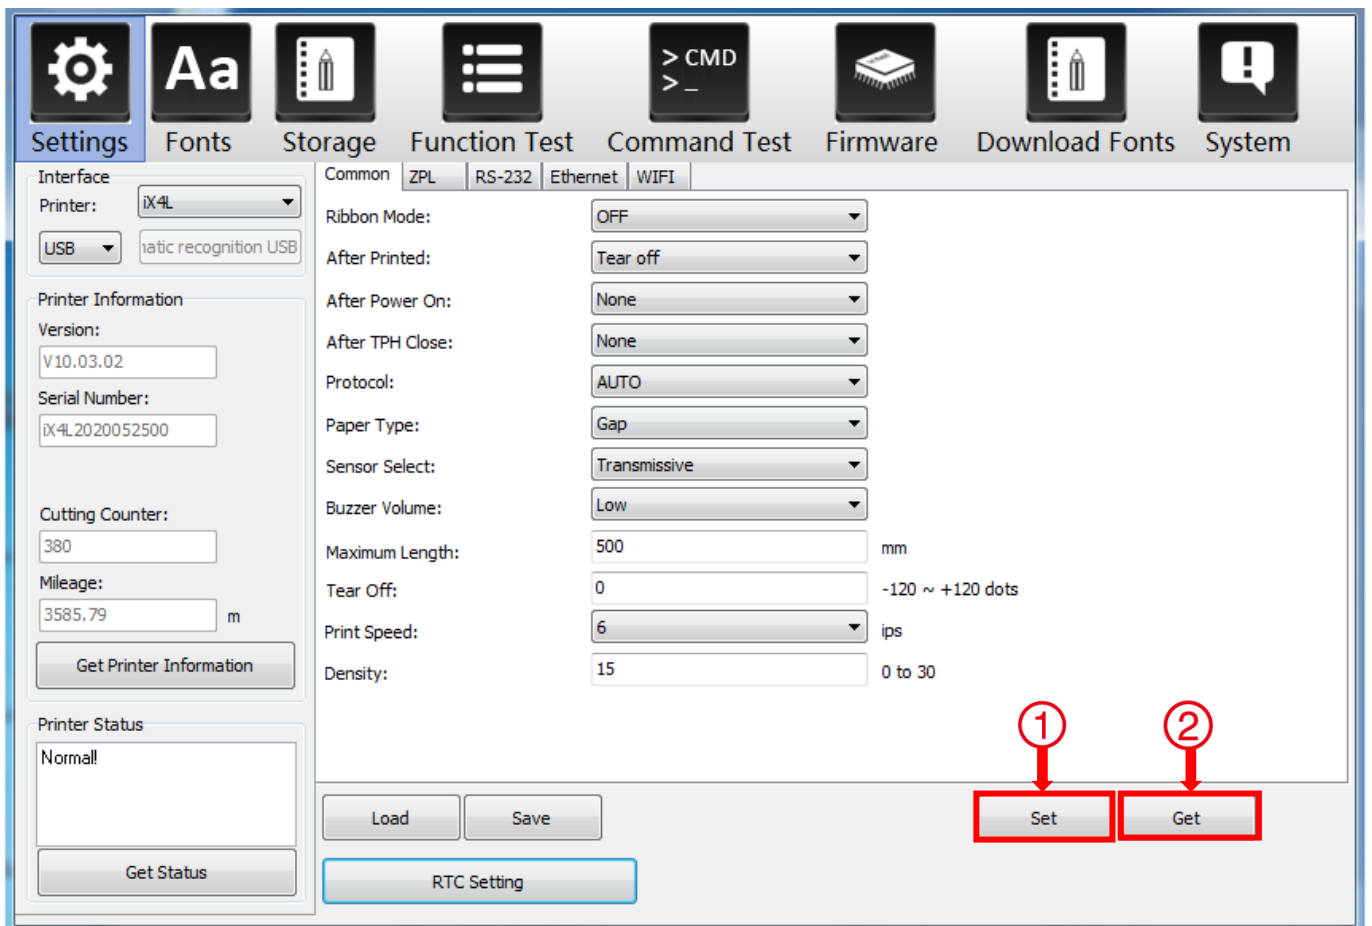 Aa
> CMD
> _
Settings Fonts Storage Function Test Command Test Firmware Download Fonts System
Interface
Printer: iX4L
USB natic recognition USB
Printer Information
Version:
V10.03.02
Serial Number:
iX4L2020052500
Cutting Counter:
380
Mileage:
3585.79 m
Get Printer Information
Printer Status
Normal!
Get Status
Common ZPL RS-232 Ethernet WIFI
Ribbon Mode: OFF
After Printed: Tear off
After Power On: None
After TPH Close: None
Protocol: AUTO
Paper Type: Gap
Sensor Select: Transmissive
Buzzer Volume: Low
Maximum Length: 500 mm
Tear Off: 0 -120 ~ +120 dots
Print Speed: 6 ips
Density: 15 0 to 30
① ②
Load Save Set Get
RTC Setting